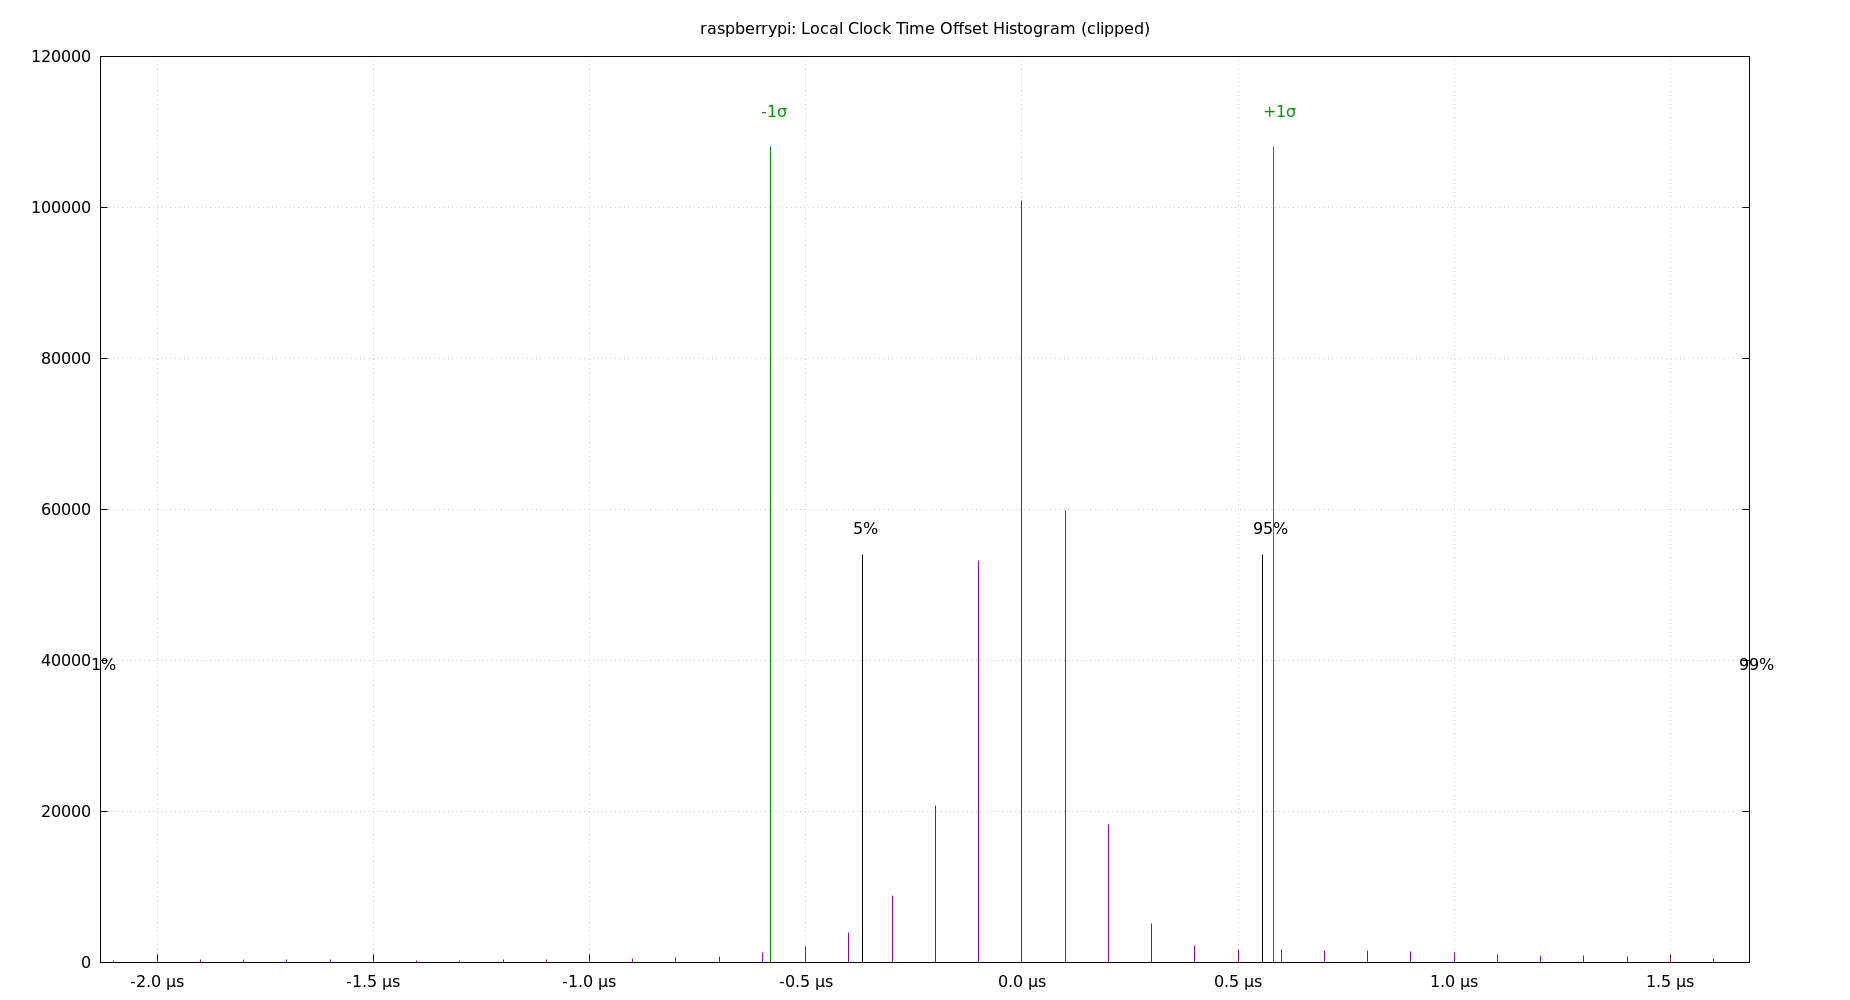 raspberrypi: Local Clock Time Offset Histogram (clipped)
120000
-1σ
+1σ
100000
80000
60000
5%
95%
40000
1%
99%
20000
0
-2.0 µs
-1.5 µs
-1.0 µs
-0.5 µs
0.0 µs
0.5 µs
1.0 µs
1.5 µs